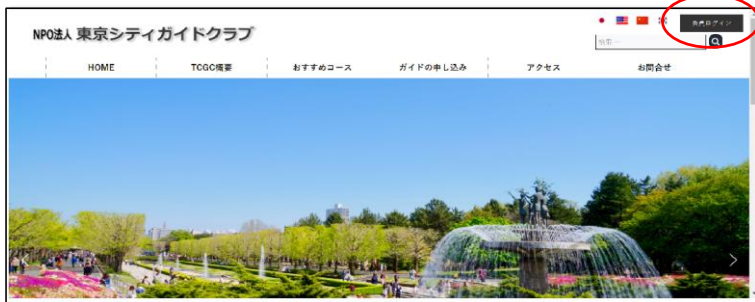 NPO法人 東京シティガイドクラブ
会員ログイン
検索 …
HOME TCGC概要 おすすめコース ガイドの申し込み アクセス お問合せ